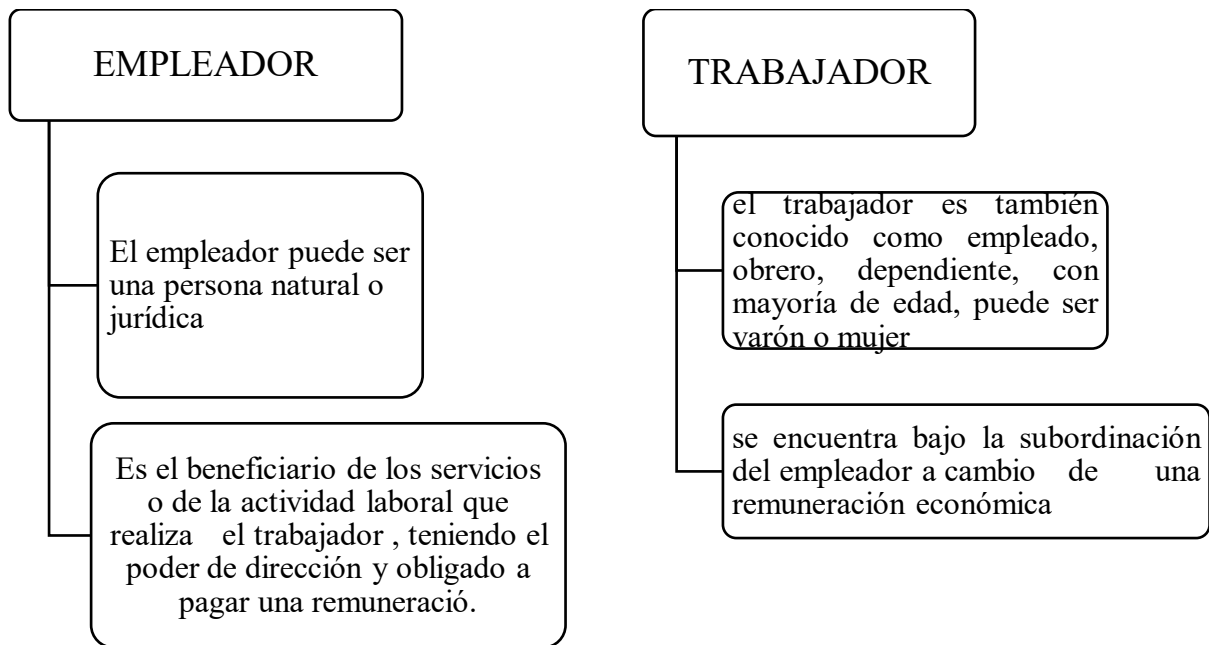 EMPLEADOR
El empleador puede ser
una persona natural o
jurídica
Es el beneficiario de los servicios
o de la actividad laboral que
realiza el trabajador , teniendo el
poder de dirección y obligado a
pagar una remuneració.
TRABAJADOR
el trabajador es también
conocido como empleado,
obrero, dependiente, con
mayoría de edad, puede ser
varón o mujer
se encuentra bajo la subordinación
del empleador a cambio de una
remuneración económica